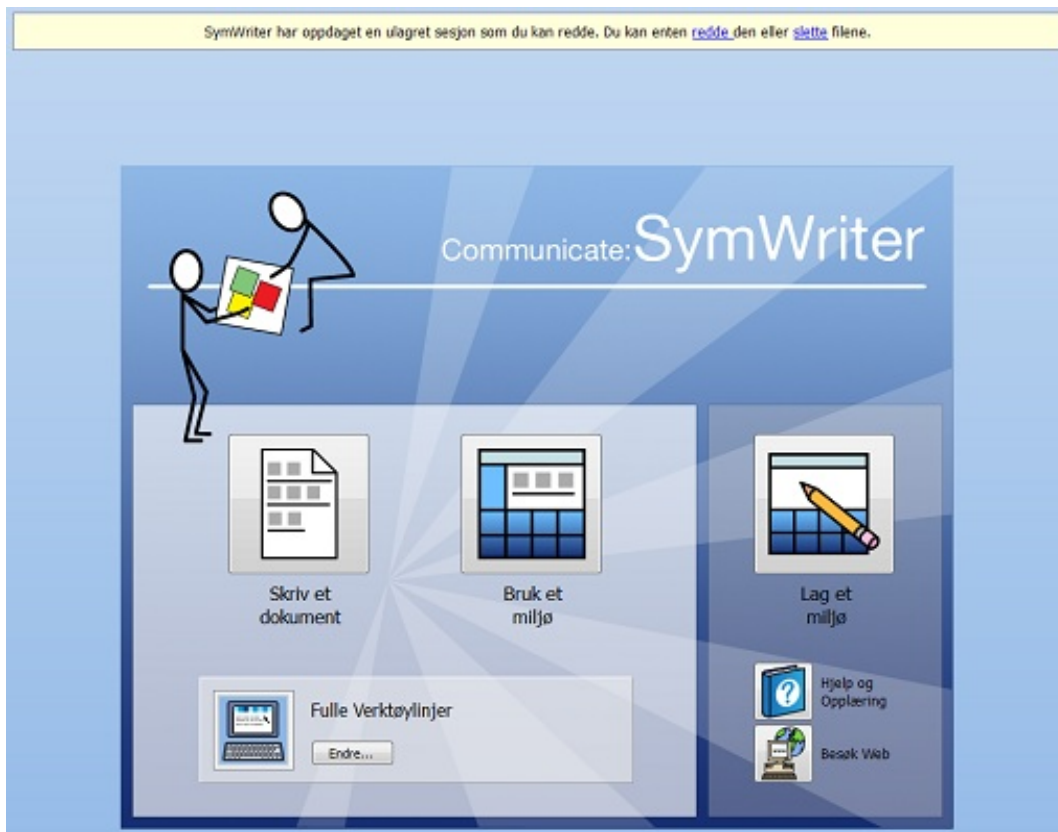 SymWriter har oppdaget en ulagret sesjon som du kan redde. Du kan enten redde den eller slette filene.
Communicate: SymWriter
Skriv et
dokument
Bruk et
miljø
Lag et
miljø
Fulle Verktøylinjer
Endre...
Hjelp og
Opplæring
Besøk Web